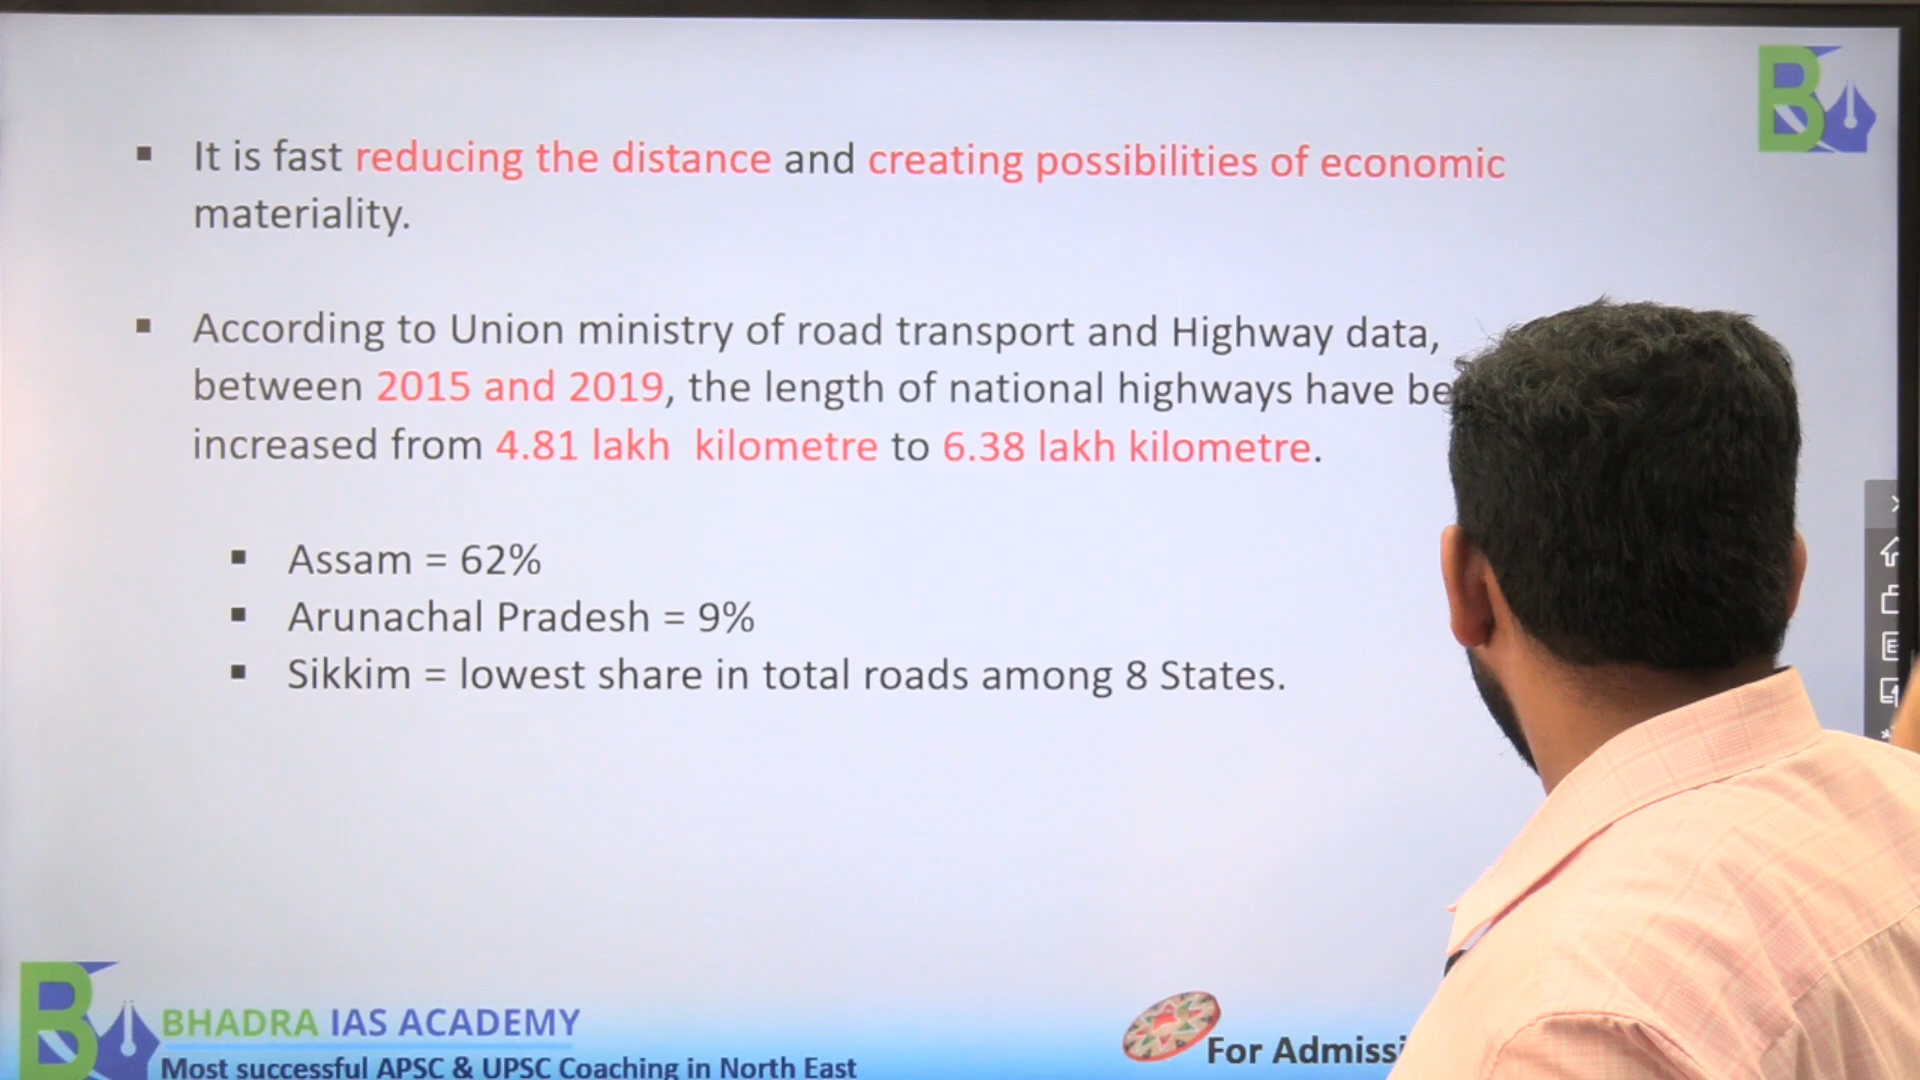 It is fast reducing the distance and creating possibilities of economic
materiality.
According to Union ministry of road transport and Highway data,
between 2015 and 2019, the length of national highways have
increased from 4.81 lakh kilometre to 6.38 lakh kilometre.
Assam = 62%
Arunachal Pradesh = 9%
Sikkim = lowest share in total roads among 8 States.
BHADRA IAS ACADEMY
Most successful APSC & UPSC Coaching in North East
For